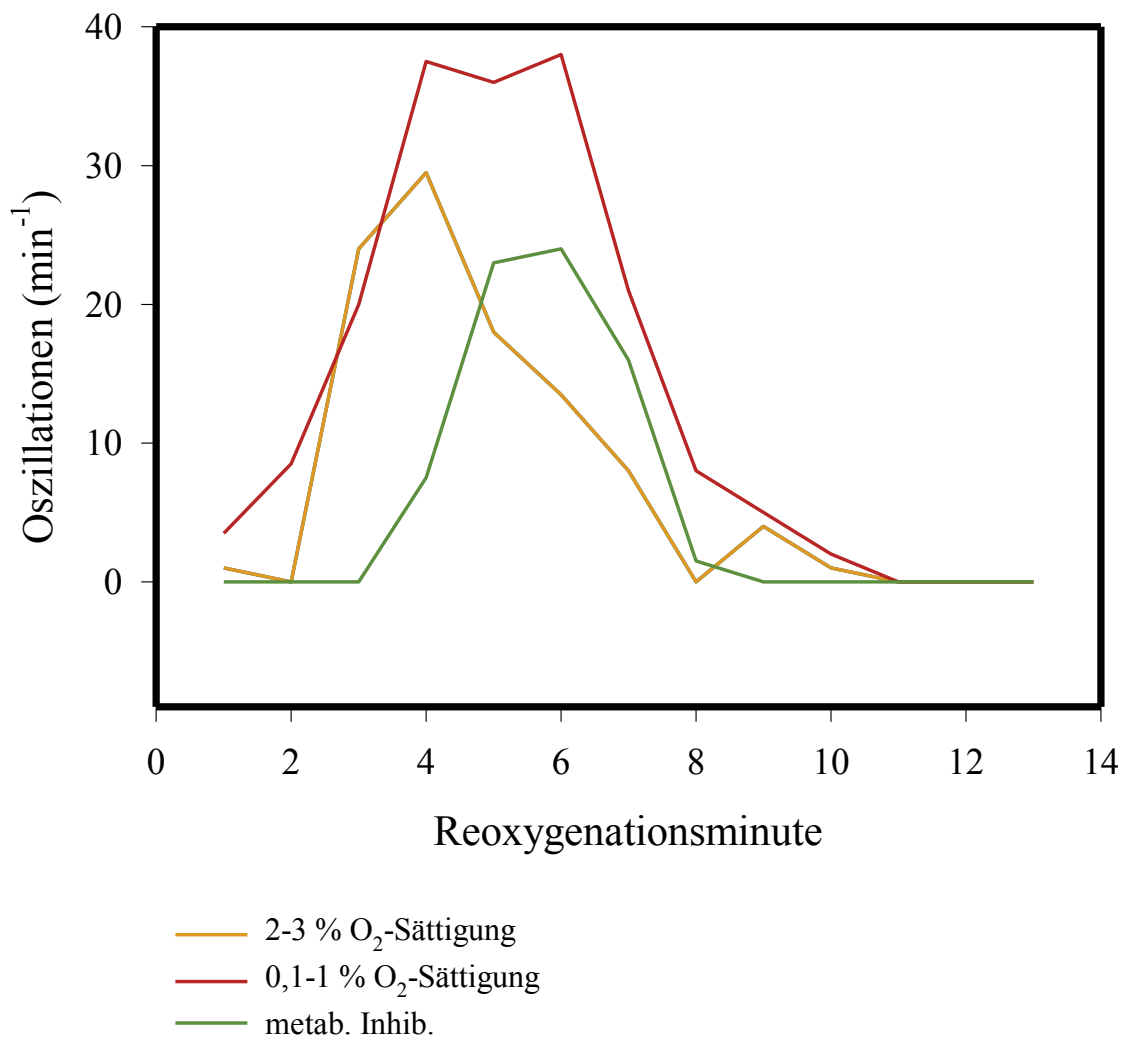 40
30
20
10
0
Oszillationen (min⁻¹)
0 2 4 6 8 10 12 14
Reoxygenationsminute
2-3 % O₂-Sättigung
0,1-1 % O₂-Sättigung
metab. Inhib.